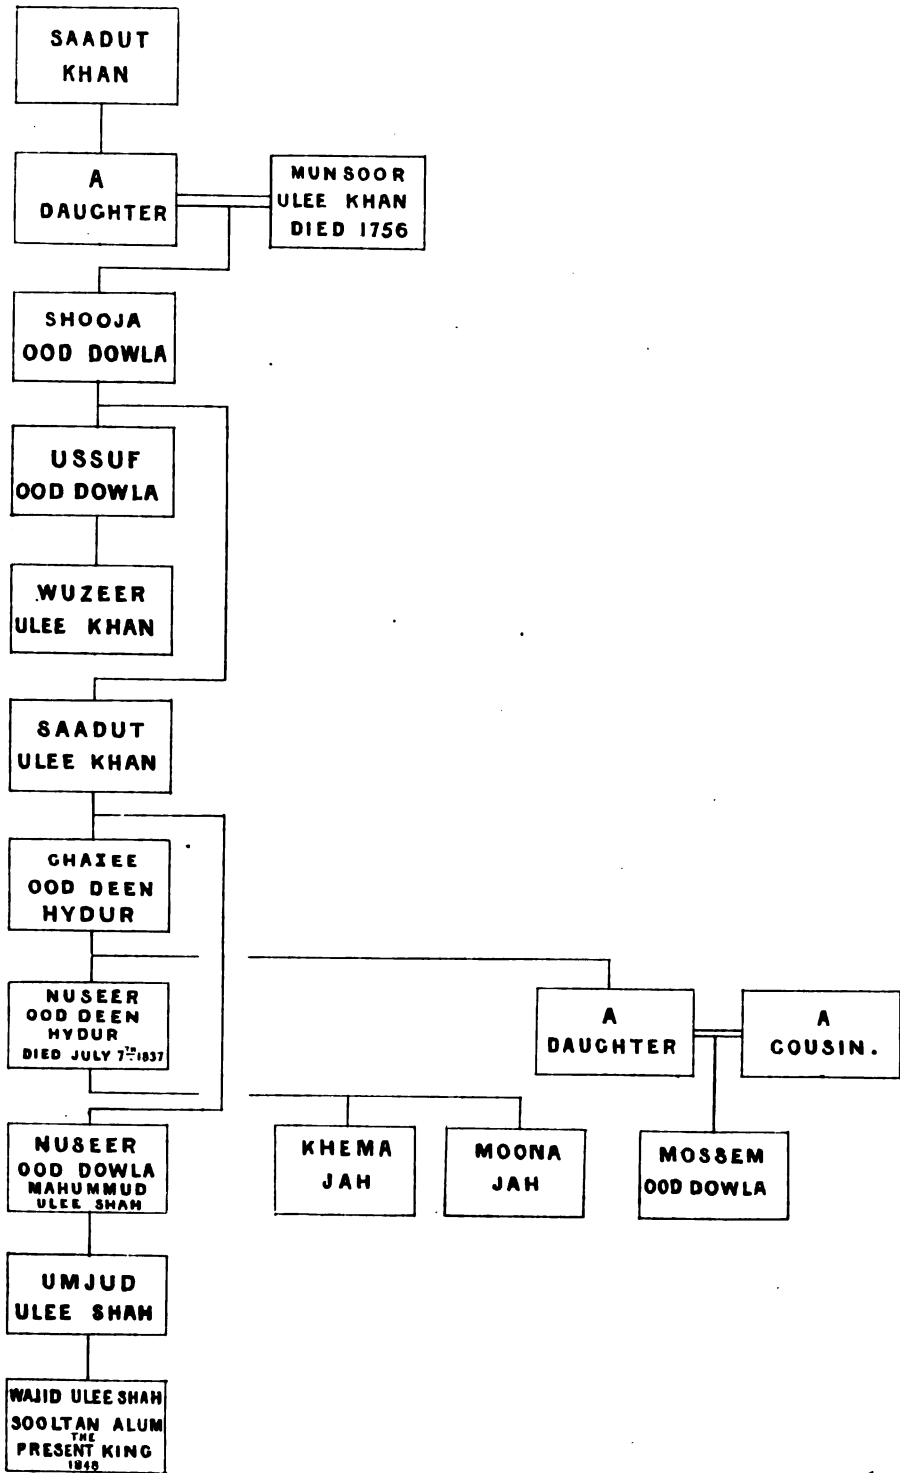 SAADUT
KHAN
A
DAUGHTER
MUNSOOR
ULEE KHAN
DIED 1756
SHOOJA
OOD DOWLA
USSUF
OOD DOWLA
WUZEER
ULEE KHAN
SAADUT
ULEE KHAN
GHAZEE
OOD DEEN
HYDUR
NUSEER
OOD DEEN
HYDUR
DIED JULY 7TH 1837
A
DAUGHTER
A
COUSIN.
NUSEER
OOD DOWLA
MAHUMMUD
ULEE SHAH
KHEMA
JAH
MOONA
JAH
MOSSEM
OOD DOWLA
UMJUD
ULEE SHAH
WAJID ULEE SHAH
SOOLTAN ALUM
THE
PRESENT KING
1848